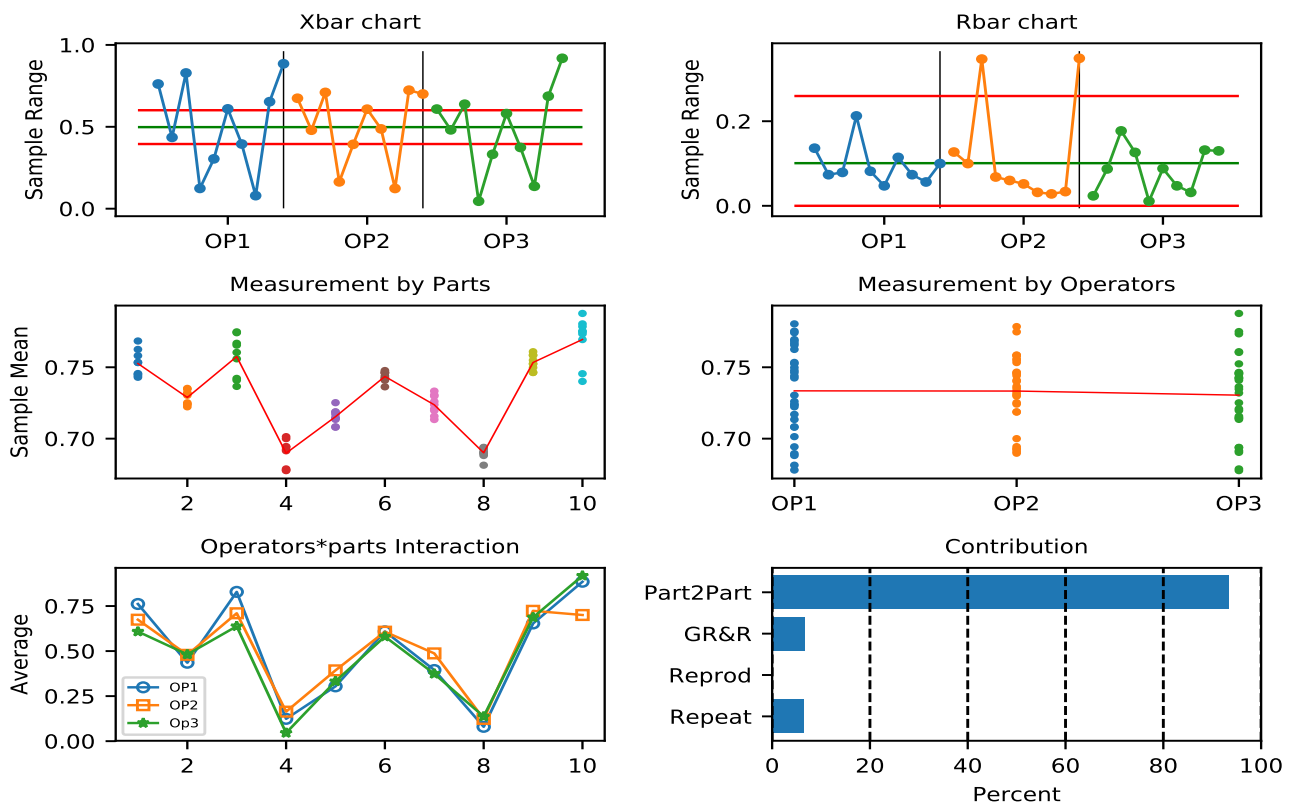 Xbar chart
Sample Range
1.0
0.5
0.0
OP1 OP2 OP3
Rbar chart
Sample Range
0.2
0.0
OP1 OP2 OP3
Measurement by Parts
Sample Mean
0.75
0.70
2 4 6 8 10
Measurement by Operators
0.75
0.70
OP1 OP2 OP3
Operators*parts Interaction
Average
0.75
0.50
0.25
0.00
OP1
OP2
Op3
2 4 6 8 10
Contribution
Part2Part
GR&R
Reprod
Repeat
0 20 40 60 80 100
Percent